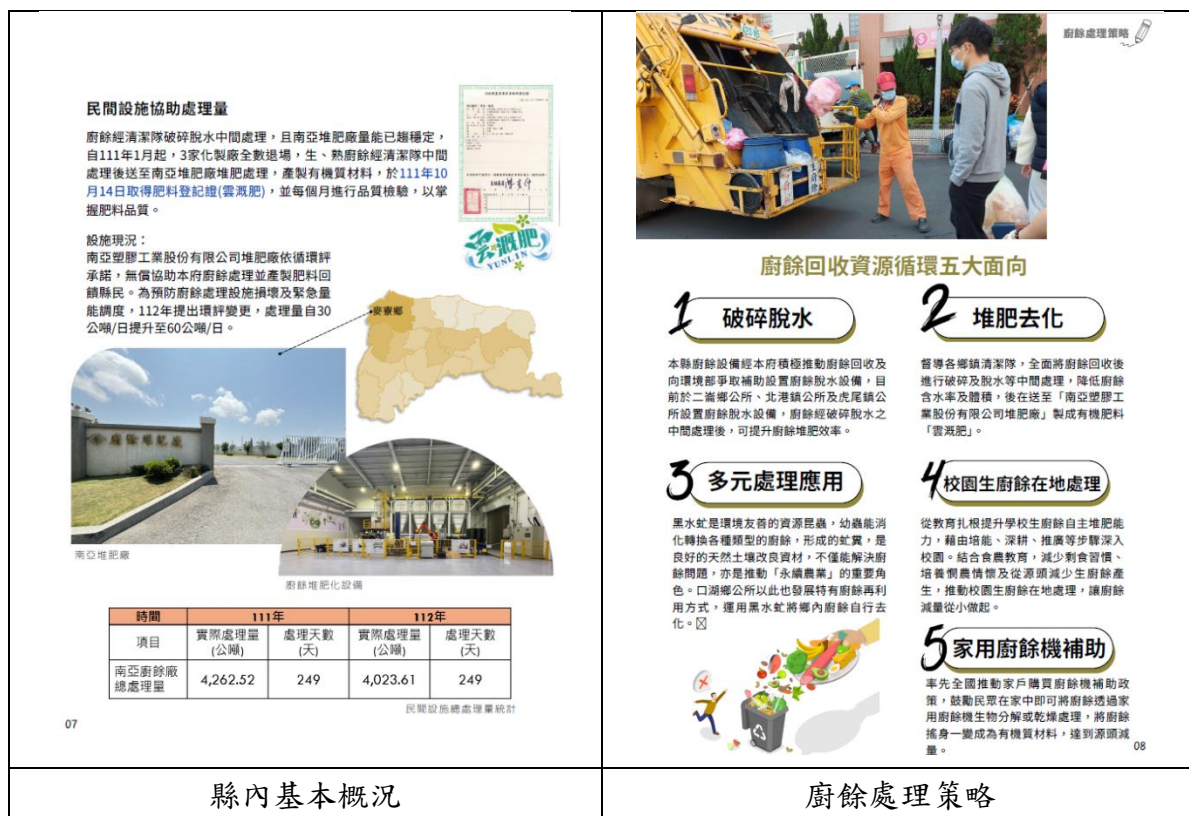 民間設施協助處理量
廚餘經清潔隊破碎脫水中間處理，且南亞堆肥廠量能已趨穩定，
自111年1月起，3家化製廠全數退場，生、熟廚餘經清潔隊中間
處理後送至南亞堆肥廠堆肥處理，產製有機質材料，於111年10
月14日取得肥料登記證(雲溉肥)，並每個月進行品質檢驗，以掌
握肥料品質。
雲溉肥
YUNLIN
設施現況：
南亞塑膠工業股份有限公司堆肥廠依循環評
承諾，無償協助本府廚餘處理並產製肥料回
饋縣民。為預防廚餘處理設施損壞及緊急量
能調度，112年提出環評變更，處理量自30
公噸/日提升至60公噸/日。
麥寮鄉
南亞堆肥廠
廚餘堆肥化設備
時間 111年 112年
項目 實際處理量(公噸) 處理天數(天) 實際處理量(公噸) 處理天數(天)
南亞廚餘廠總處理量 4,262.52 249 4,023.61 249
民間設施總處理量統計
07
縣內基本概況
廚餘處理策略
廚餘回收資源循環五大面向
1 破碎脫水
本縣廚餘設備經本府積極推動廚餘回收及
向環境部爭取補助設置廚餘脫水設備，目
前於二崙鄉公所、北港鎮公所及虎尾鎮公
所設置廚餘脫水設備，廚餘經破碎脫水之
中間處理後，可提升廚餘堆肥效率。
2 堆肥去化
督導各鄉鎮清潔隊，全面將廚餘回收後
進行破碎及脫水等中間處理，降低廚餘
含水率及體積，後在送至「南亞塑膠工
業股份有限公司堆肥廠」製成有機肥料
「雲溉肥」。
3 多元處理應用
黑水虻是環境友善的資源昆蟲，幼蟲能消
化轉換各種類型的廚餘，形成的虻糞，是
良好的天然土壤改良資材，不僅能解決廚
餘問題，亦是推動「永續農業」的重要角
色。口湖鄉公所以此也發展特有廚餘再利
用方式，運用黑水虻將鄉內廚餘自行去
化。
4 校園生廚餘在地處理
從教育扎根提升學校生廚餘自主堆肥能
力，藉由培能、深耕、推廣等步驟深入
校園。結合食農教育，減少剩食習慣、
培養憫農情懷及從源頭減少生廚餘產
生，推動校園生廚餘在地處理，讓廚餘
減量從小做起。
5 家用廚餘機補助
率先全國推動家戶購買廚餘機補助政
策，鼓勵民眾在家中即可將廚餘透過家
用廚餘機生物分解或乾燥處理，將廚餘
搖身一變成為有機質材料，達到源頭減
量。
08
廚餘處理策略